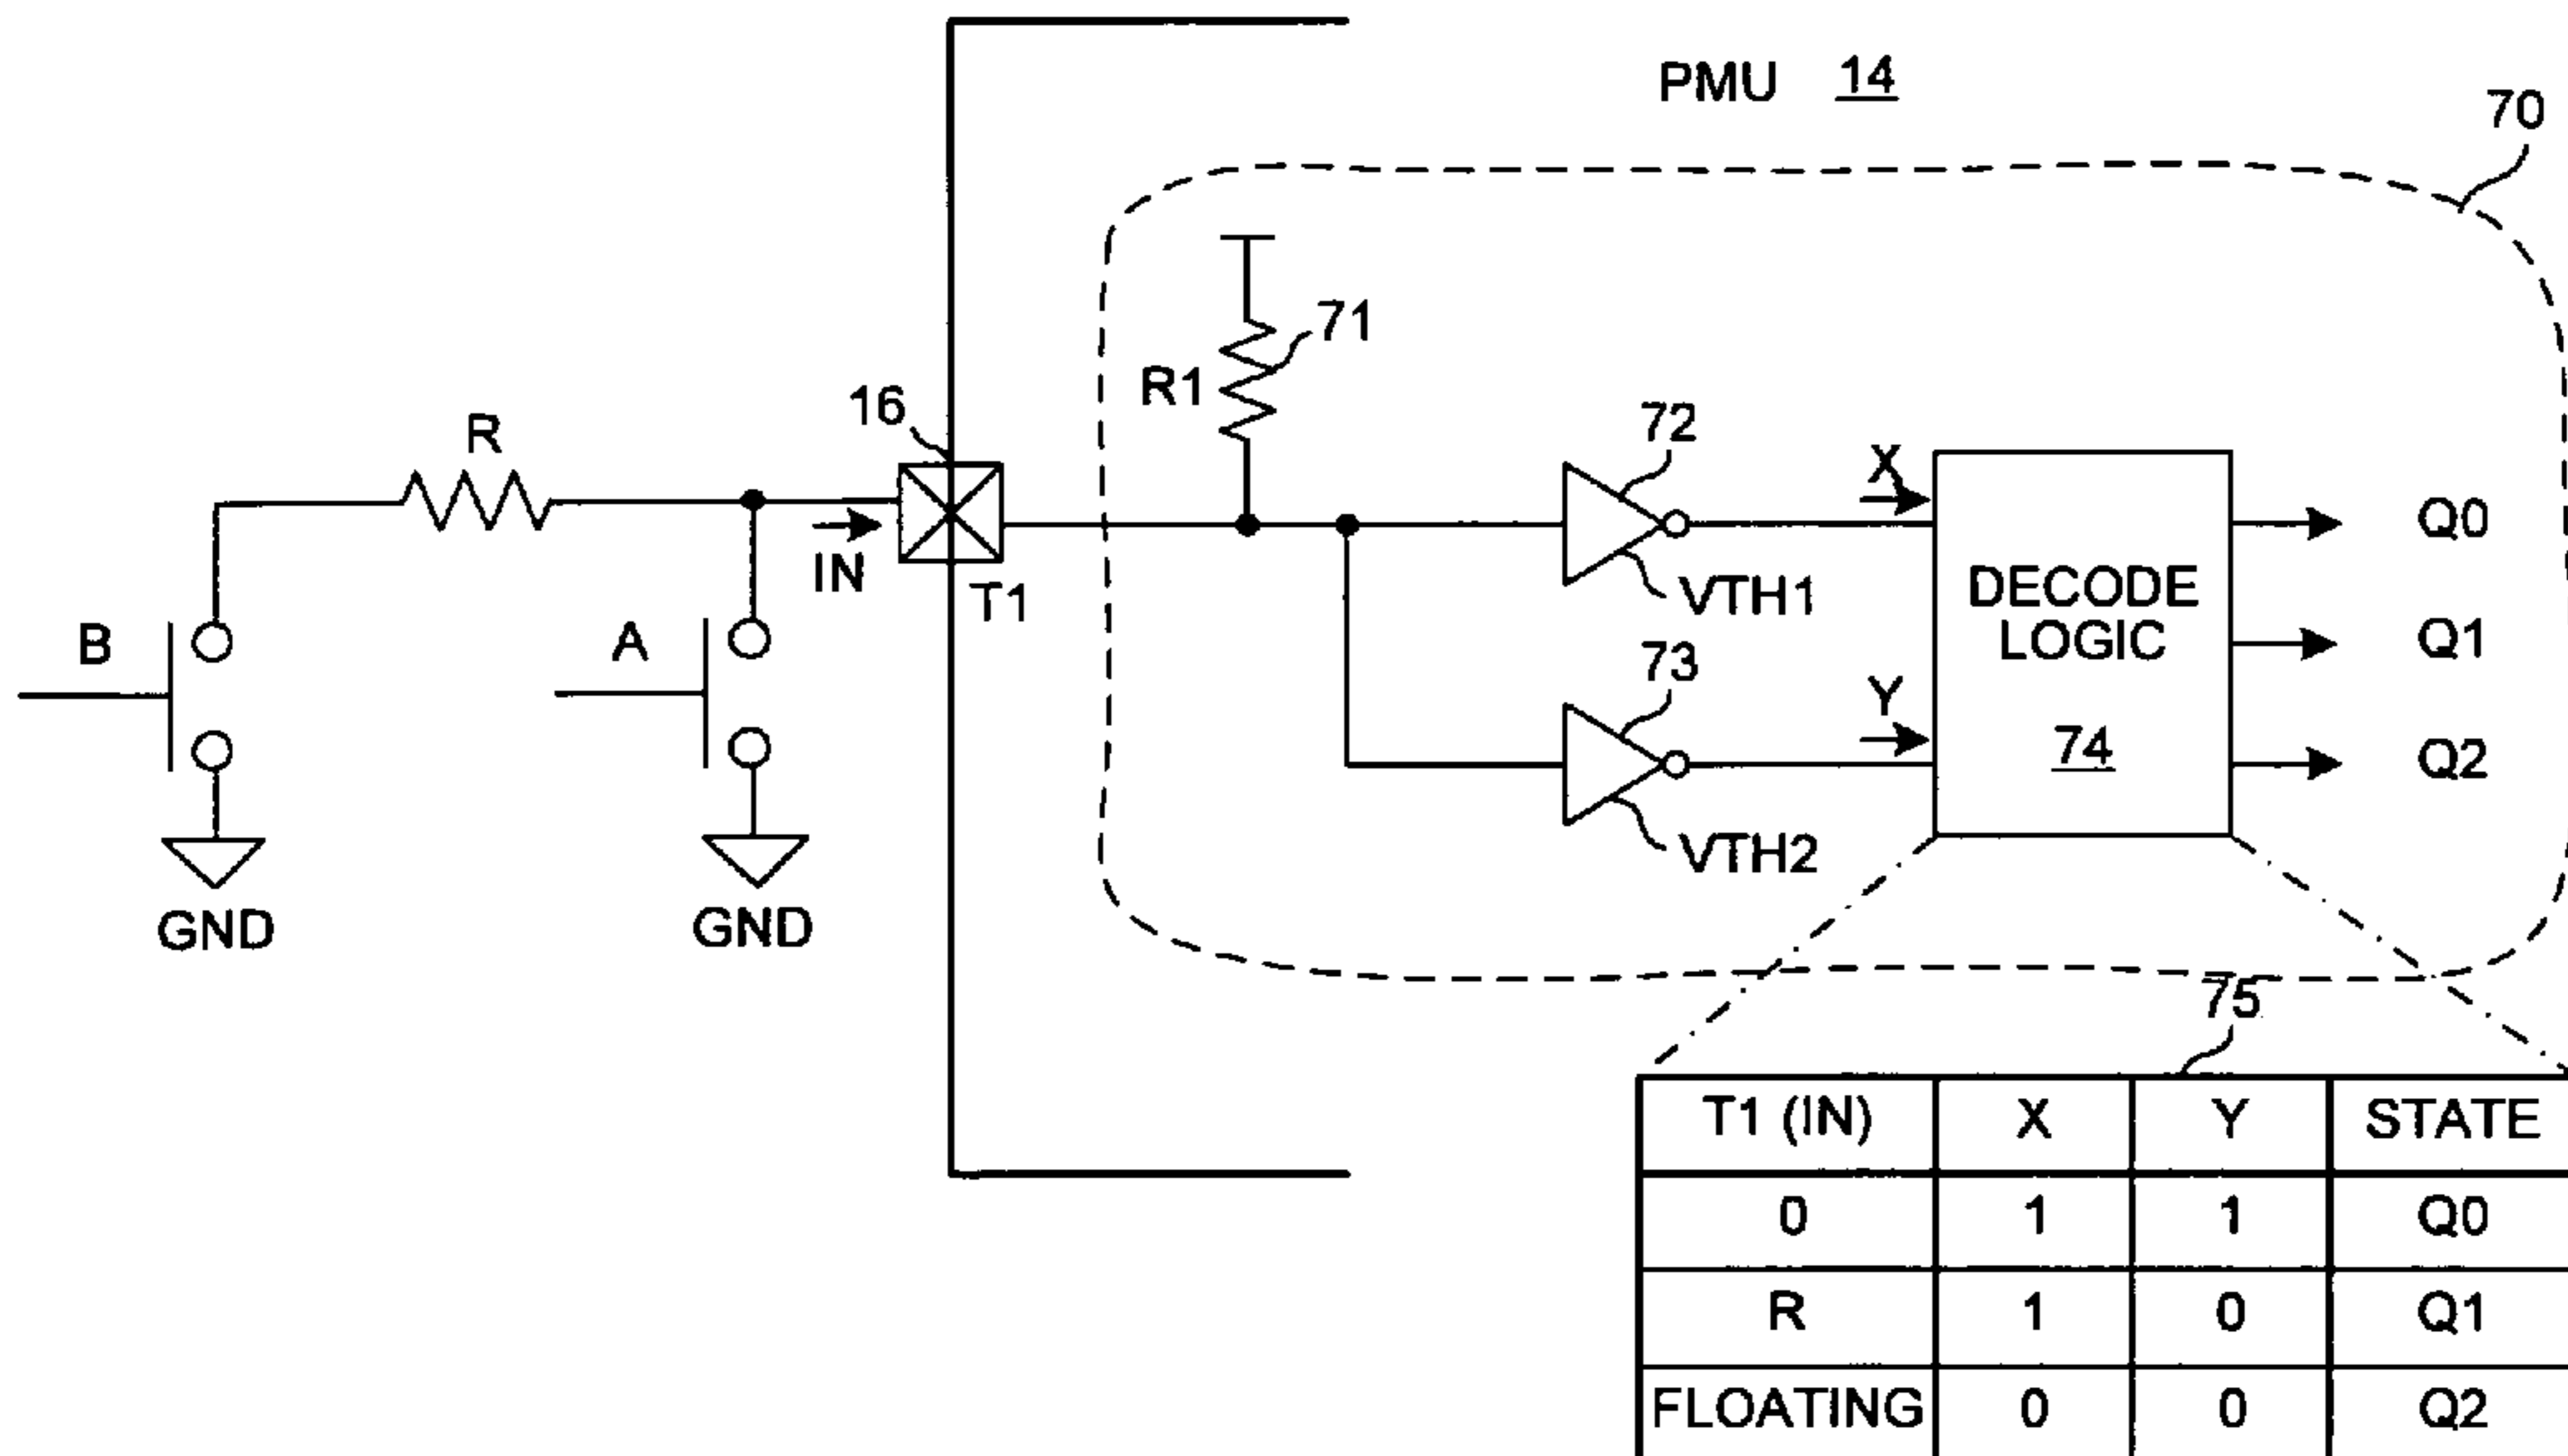 PMU 14
70
71
R1
16
R
IN
T1
72
X
VTH1
73
Y
VTH2
DECODE
LOGIC
74
Q0
Q1
Q2
B
A
GND
GND
75
T1 (IN) X Y STATE
0 1 1 Q0
R 1 0 Q1
FLOATING 0 0 Q2